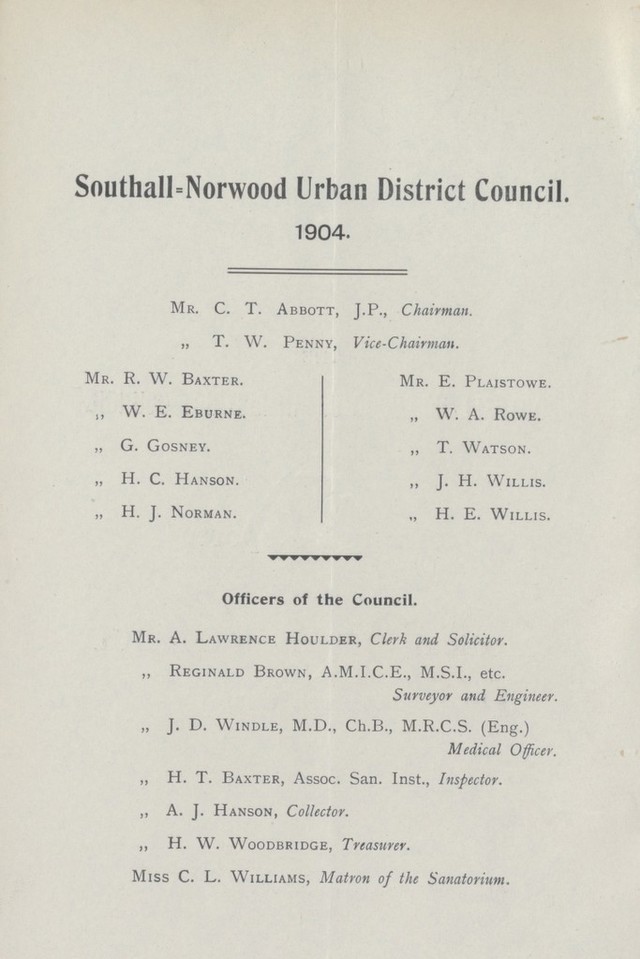 Southall=Norwood Urban District Council.
1904.
Mr. C. T. Abbott, J.P., Chairman.
„ T. W. Penny, Vice-Chairman.
Mr. R. W. Baxter.
„ W. E. Eburne.
„ G. Gosney.
„ H. C. Hanson.
„ H. J. Norman.
Mr. E. Plaistowe.
„ W. A. Rowe.
„ T. Watson.
„ J. H. Willis.
„ H. E. Willis.
Officers of the Council.
Mr. A. Lawrence Houlder, Clerk and Solicitor.
„ Reginald Brown, A.M.I.C.E., M.S.I., etc.
Surveyor and Engineer.
„ J. D. Windle, M.D., Ch.B., M.R.C.S. (Eng.)
Medical Officer.
„ H. T. Baxter, Assoc. San. Inst., Inspector.
„ A. J. Hanson, Collector.
„ H. W. Woodbridge, Treasurer.
Miss C. L. Williams, Matron of the Sanatorium.